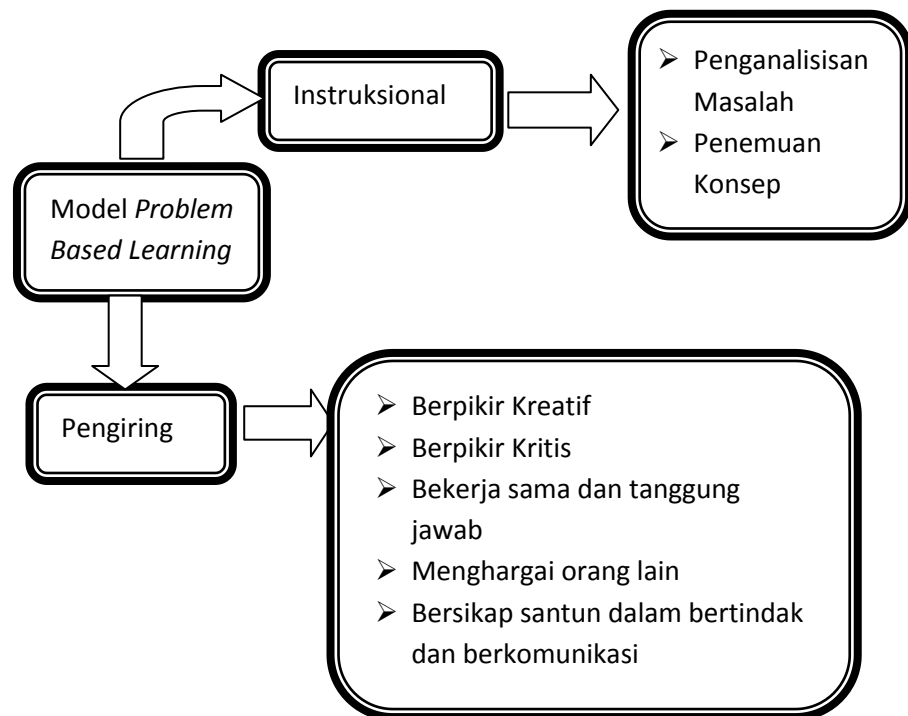 Instruksional
➢ Penganalisisan
Masalah
➢ Penemuan
Konsep
Model Problem
Based Learning
Pengiring
➢ Berpikir Kreatif
➢ Berpikir Kritis
➢ Bekerja sama dan tanggung
jawab
➢ Menghargai orang lain
➢ Bersikap santun dalam bertindak
dan berkomunikasi